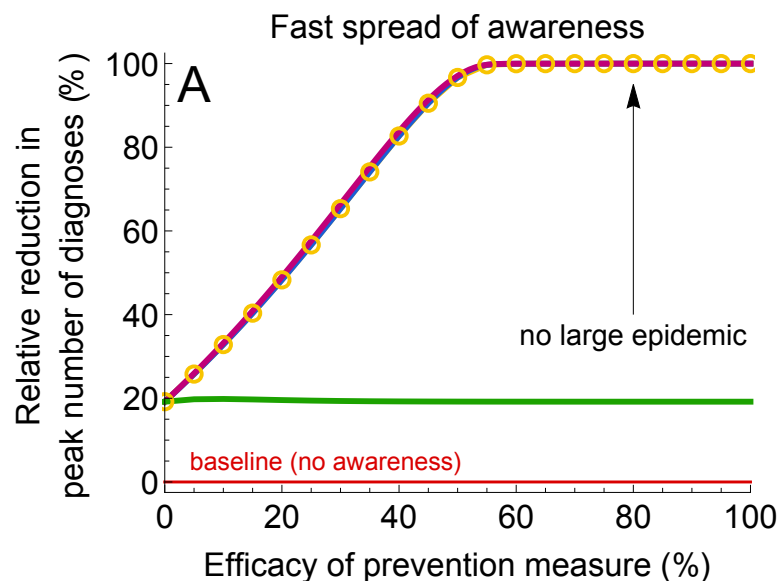 Fast spread of awareness
A
Relative reduction in
peak number of diagnoses (%)
100
80
60
40
20
0
no large epidemic
baseline (no awareness)
0 20 40 60 80 100
Efficacy of prevention measure (%)